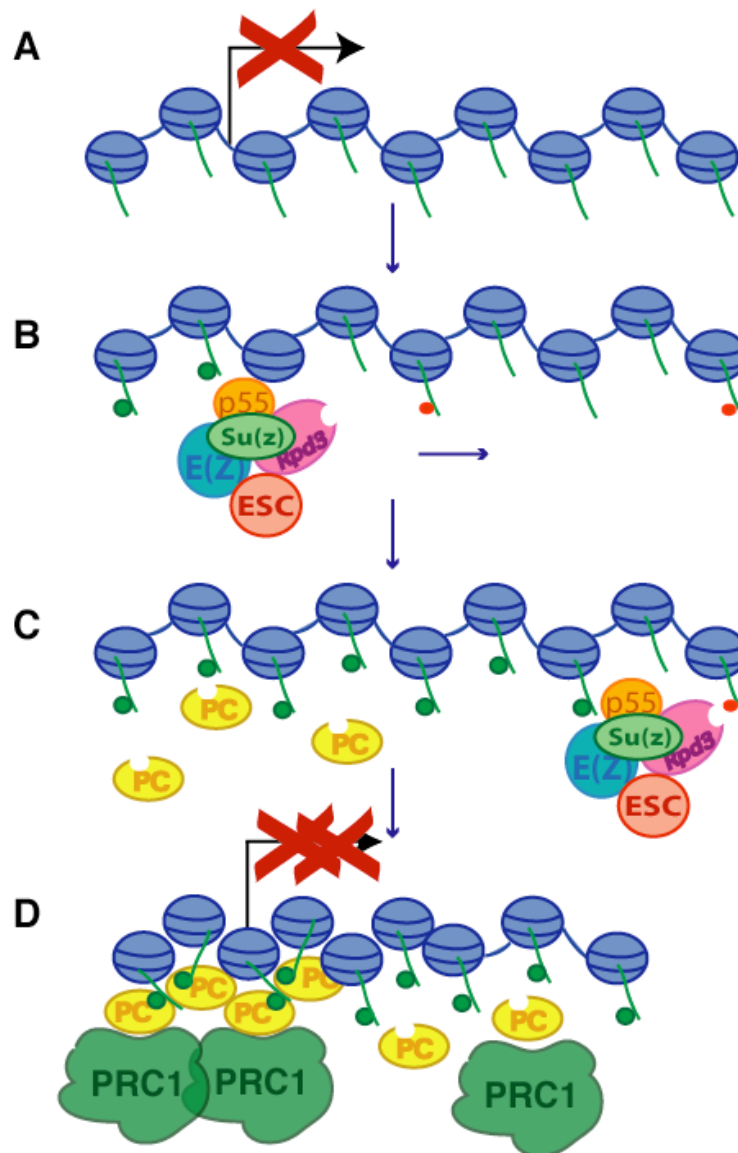 A
B
p55
Su(z)
E(Z)
Rpd3
ESC
C
PC
PC
PC
p55
Su(z)
E(Z)
Rpd3
ESC
D
PC
PC
PC
PC
PC
PC
PRC1
PRC1
PRC1